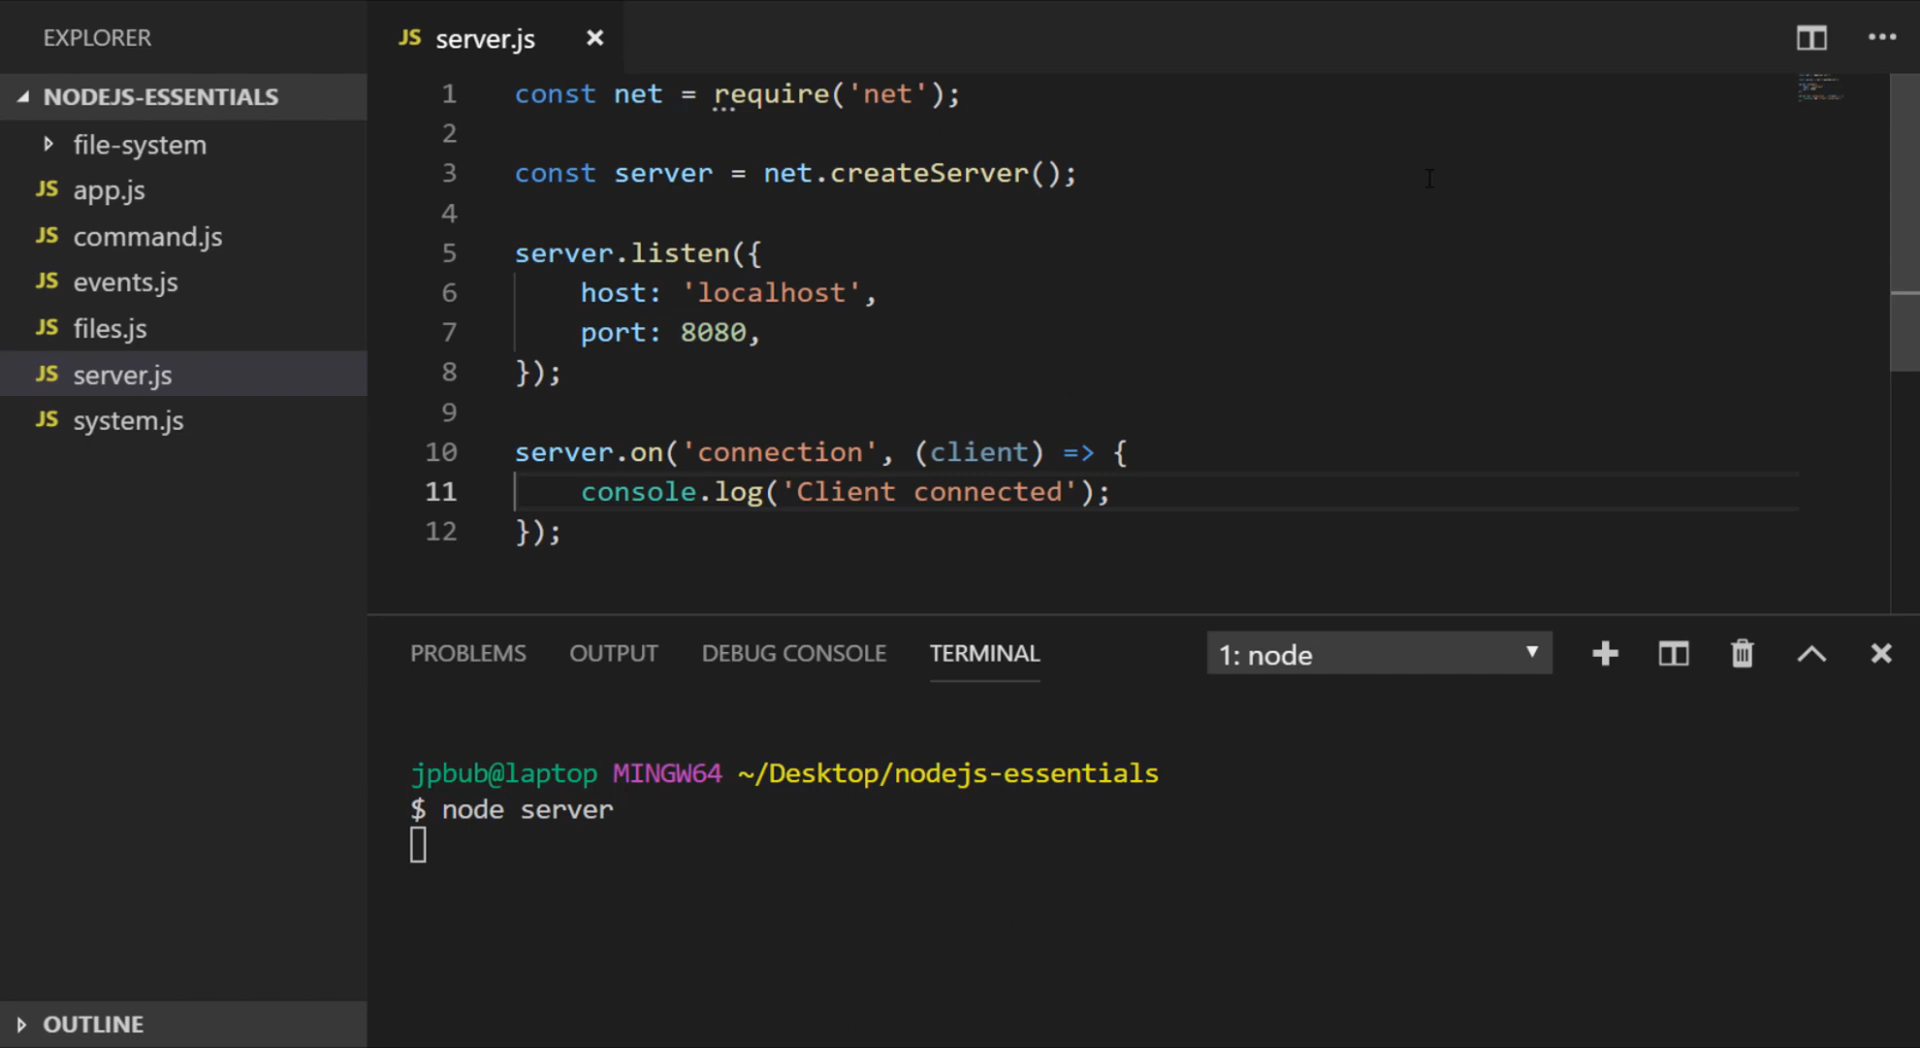 EXPLORER
NODEJS-ESSENTIALS
file-system
JS app.js
JS command.js
JS events.js
JS files.js
JS server.js
JS system.js
OUTLINE
JS server.js
1 const net = require('net');
2
3 const server = net.createServer();
4
5 server.listen({
6 host: 'localhost',
7 port: 8080,
8 });
9
10 server.on('connection', (client) => {
11 console.log('Client connected');
12 });
PROBLEMS OUTPUT DEBUG CONSOLE TERMINAL 1: node
jpbub@laptop MINGW64 ~/Desktop/nodejs-essentials
$ node server